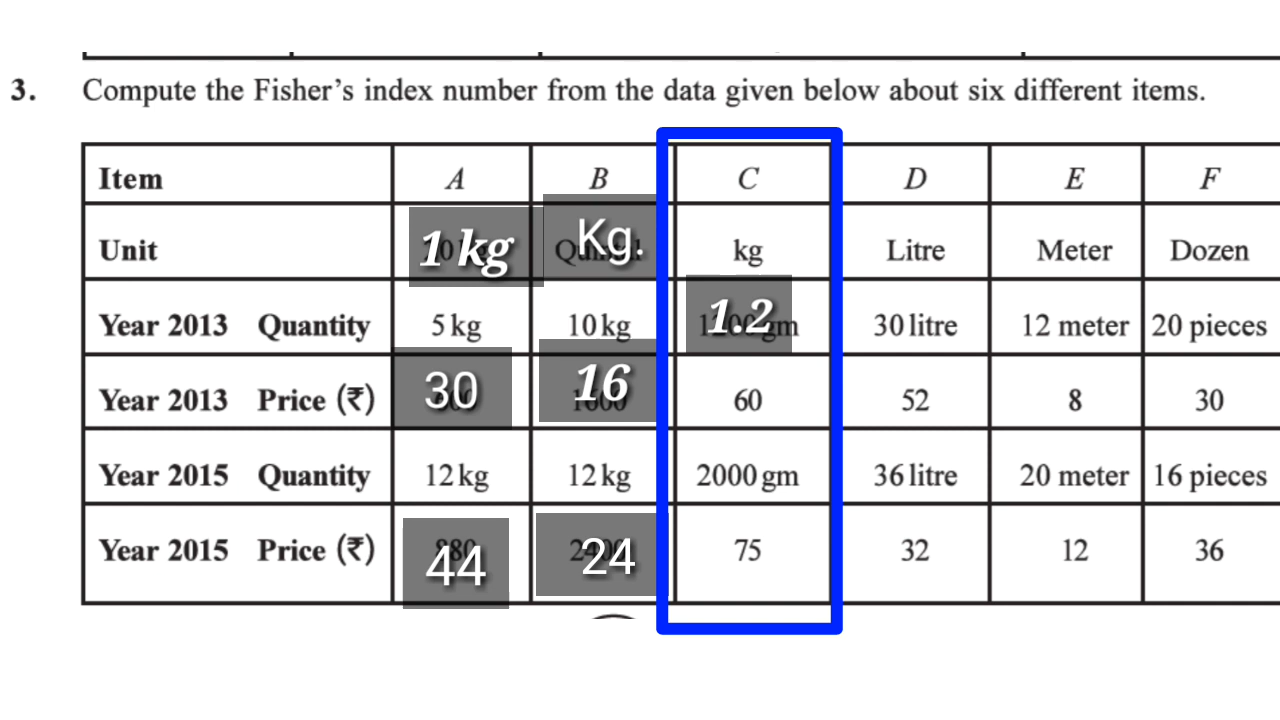 3. Compute the Fisher's index number from the data given below about six different items.
Item A B C D E F
Unit 1 kg Kg. kg Litre Meter Dozen
Year 2013 Quantity 5 kg 10 kg 1.2 30 litre 12 meter 20 pieces
Year 2013 Price (₹) 30 16 60 52 8 30
Year 2015 Quantity 12 kg 12 kg 2000 gm 36 litre 20 meter 16 pieces
Year 2015 Price (₹) 44 24 75 32 12 36